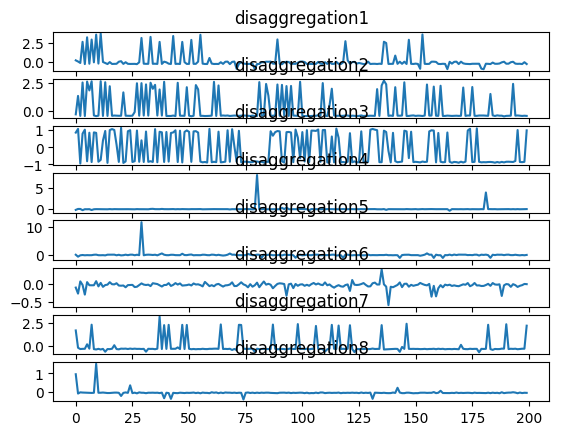 disaggregation1
2.5
0.0
disaggregation2
2.5
0.0
disaggregation3
1
0
−1
disaggregation4
5
0
disaggregation5
10
0
disaggregation6
0.0
−0.5
disaggregation7
2.5
0.0
disaggregation8
1
0
0 25 50 75 100 125 150 175 200